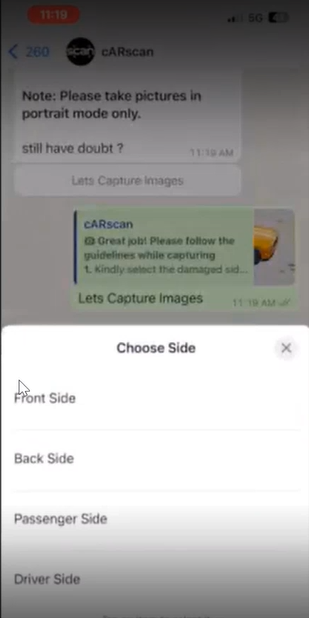 11:19
5G
260
scan
cARscan
Note: Please take pictures in
portrait mode only.
still have doubt ?
11:19 AM
Lets Capture Images
cARscan
Great job! Please follow the
guidelines while capturing
1. Kindly select the damaged sid...
Lets Capture Images
11:19 AM
Choose Side
Front Side
Back Side
Passenger Side
Driver Side